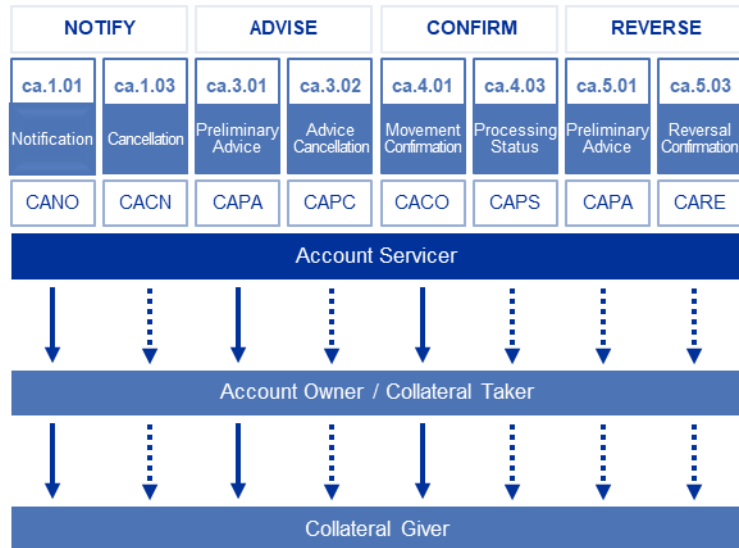 NOTIFY ADVISE CONFIRM REVERSE
ca.1.01 ca.1.03 ca.3.01 ca.3.02 ca.4.01 ca.4.03 ca.5.01 ca.5.03
Notification Cancellation Preliminary Advice Advice Cancellation Movement Confirmation Processing Status Preliminary Advice Reversal Confirmation
CANO CACN CAPA CAPC CACO CAPS CAPA CARE
Account Servicer
Account Owner / Collateral Taker
Collateral Giver